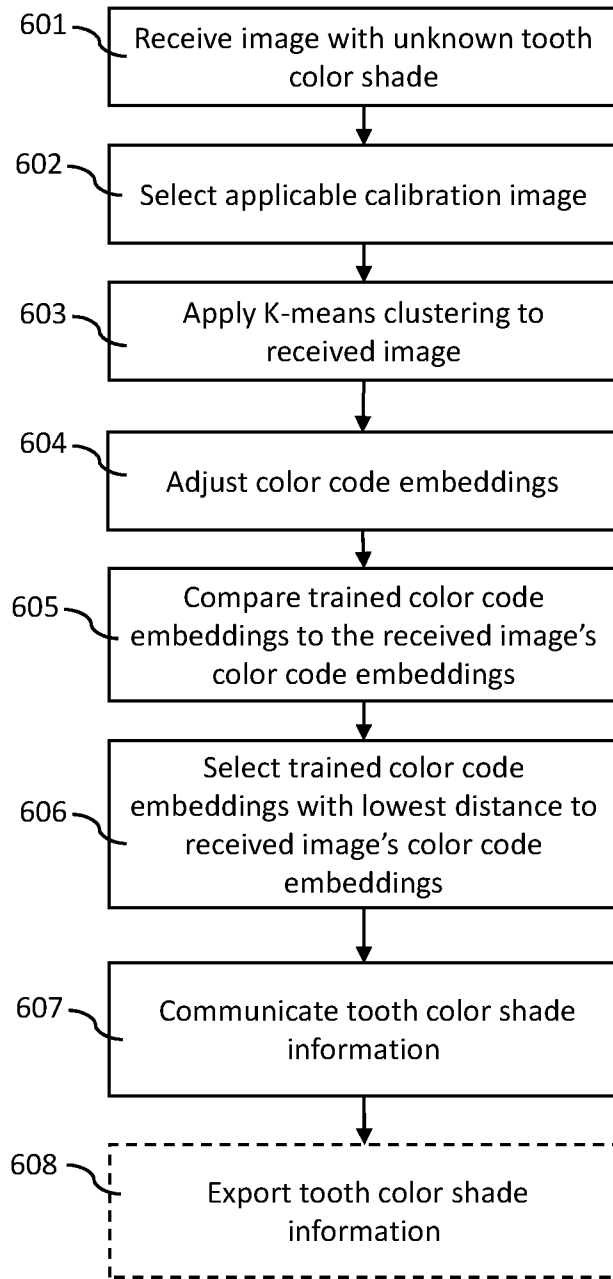 601
Receive image with unknown tooth
color shade
602
Select applicable calibration image
603
Apply K-means clustering to
received image
604
Adjust color code embeddings
605
Compare trained color code
embeddings to the received image’s
color code embeddings
606
Select trained color code
embeddings with lowest distance to
received image’s color code
embeddings
607
Communicate tooth color shade
information
608
Export tooth color shade
information